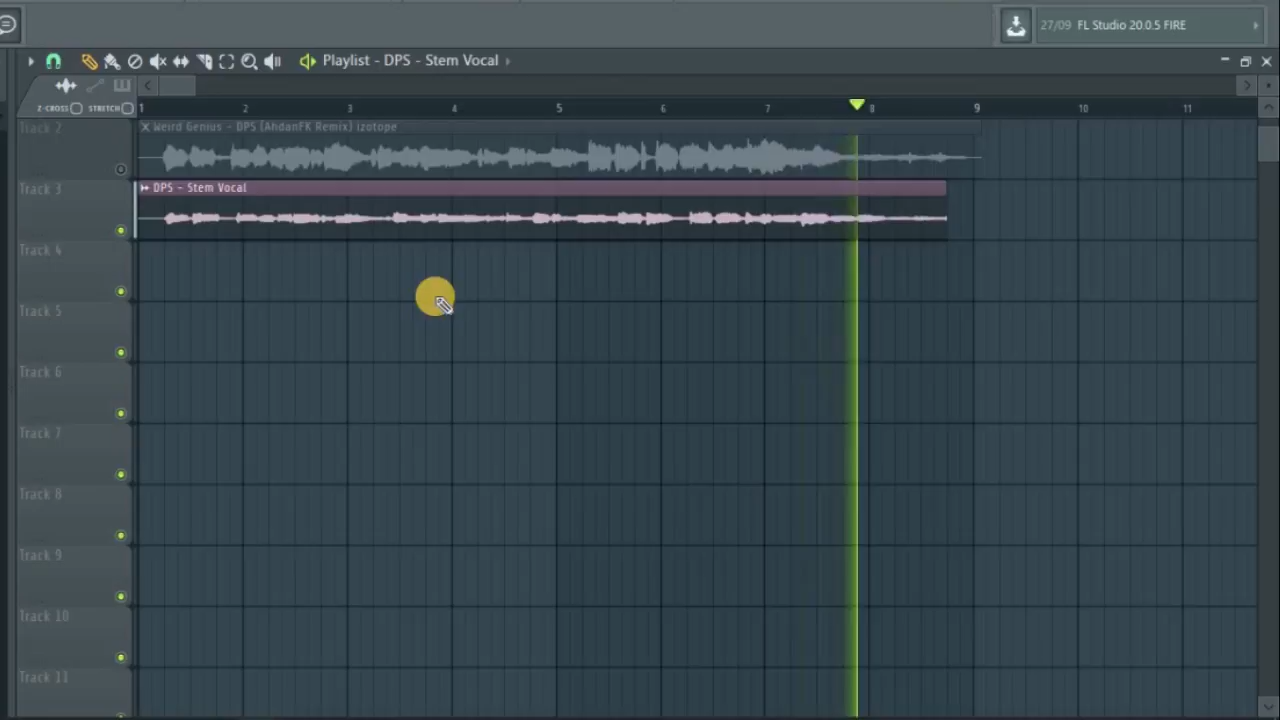 27/09 FL Studio 20.0.5 FIRE
Playlist - DPS - Stem Vocal
Z-CROSS STRETCH
1 2 3 4 5 6 7 8 9 10 11
Track 2
Weird Genius - DPS (AhdanFK Remix) izotope
Track 3
DPS - Stem Vocal
Track 4
Track 5
Track 6
Track 7
Track 8
Track 9
Track 10
Track 11